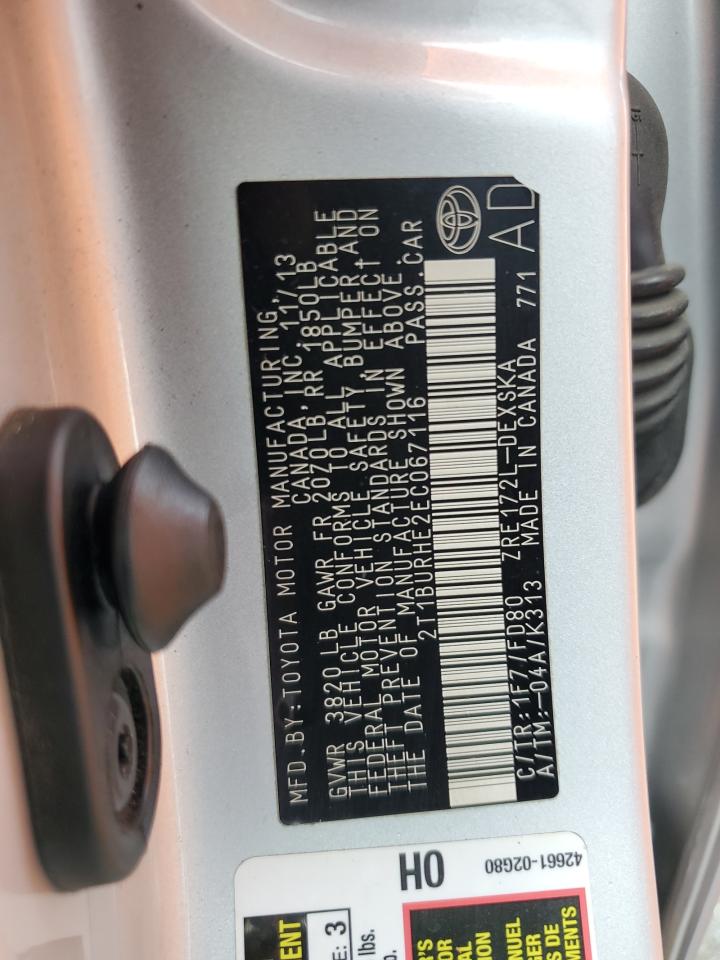 MFD.BY:TOYOTA MOTOR MANUFACTURING,
CANADA,INC. 11/13
GVWR 3820 LB GAWR FR 2070LB RR 1850LB
THIS VEHICLE CONFORMS TO ALL APPLICABLE
FEDERAL MOTOR VEHICLE SAFETY, BUMPER AND
THEFT PREVENTION STANDARDS IN EFFECT ON
THE DATE OF MANUFACTURE SHOWN ABOVE.
2T1BURHE2EC067116 PASS.CAR
C/TR:1F7/FD80 ZRE172L-DEXSKA
A/TM:-04A/K313 MADE IN CANADA 771
AD
OH
42661-02G80
3
lbs.